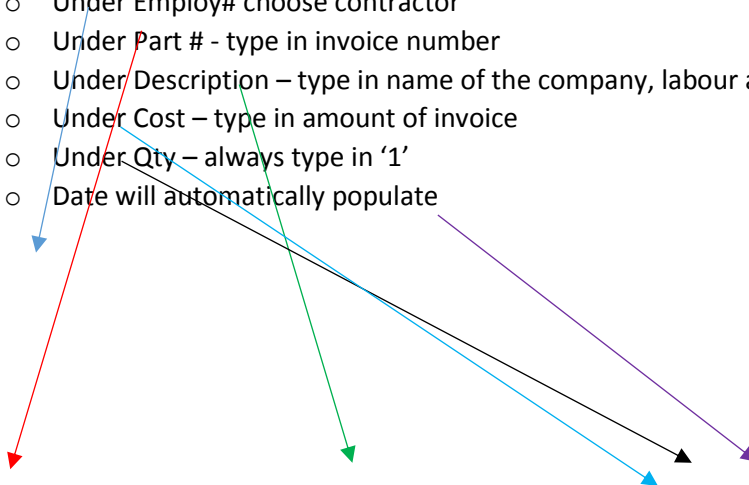 o Under Employ# choose contractor
o Under Part # - type in invoice number
o Under Description – type in name of the company, labour
o Under Cost – type in amount of invoice
o Under Qty – always type in ‘1’
o Date will automatically populate